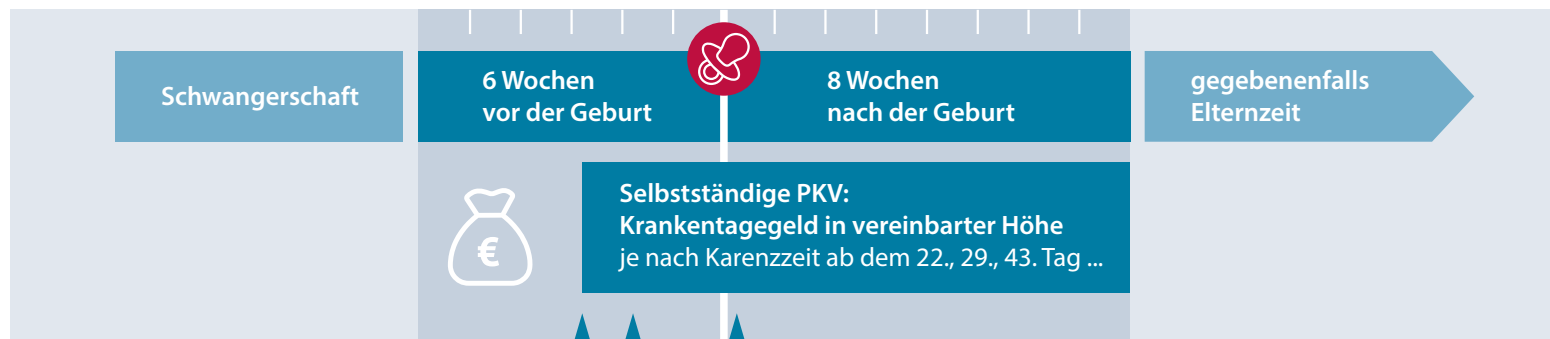 Schwangerschaft
6 Wochen
vor der Geburt
8 Wochen
nach der Geburt
gegebenenfalls
Elternzeit
€
Selbstständige PKV:
Krankentagegeld in vereinbarter Höhe
je nach Karenzzeit ab dem 22., 29., 43. Tag ...